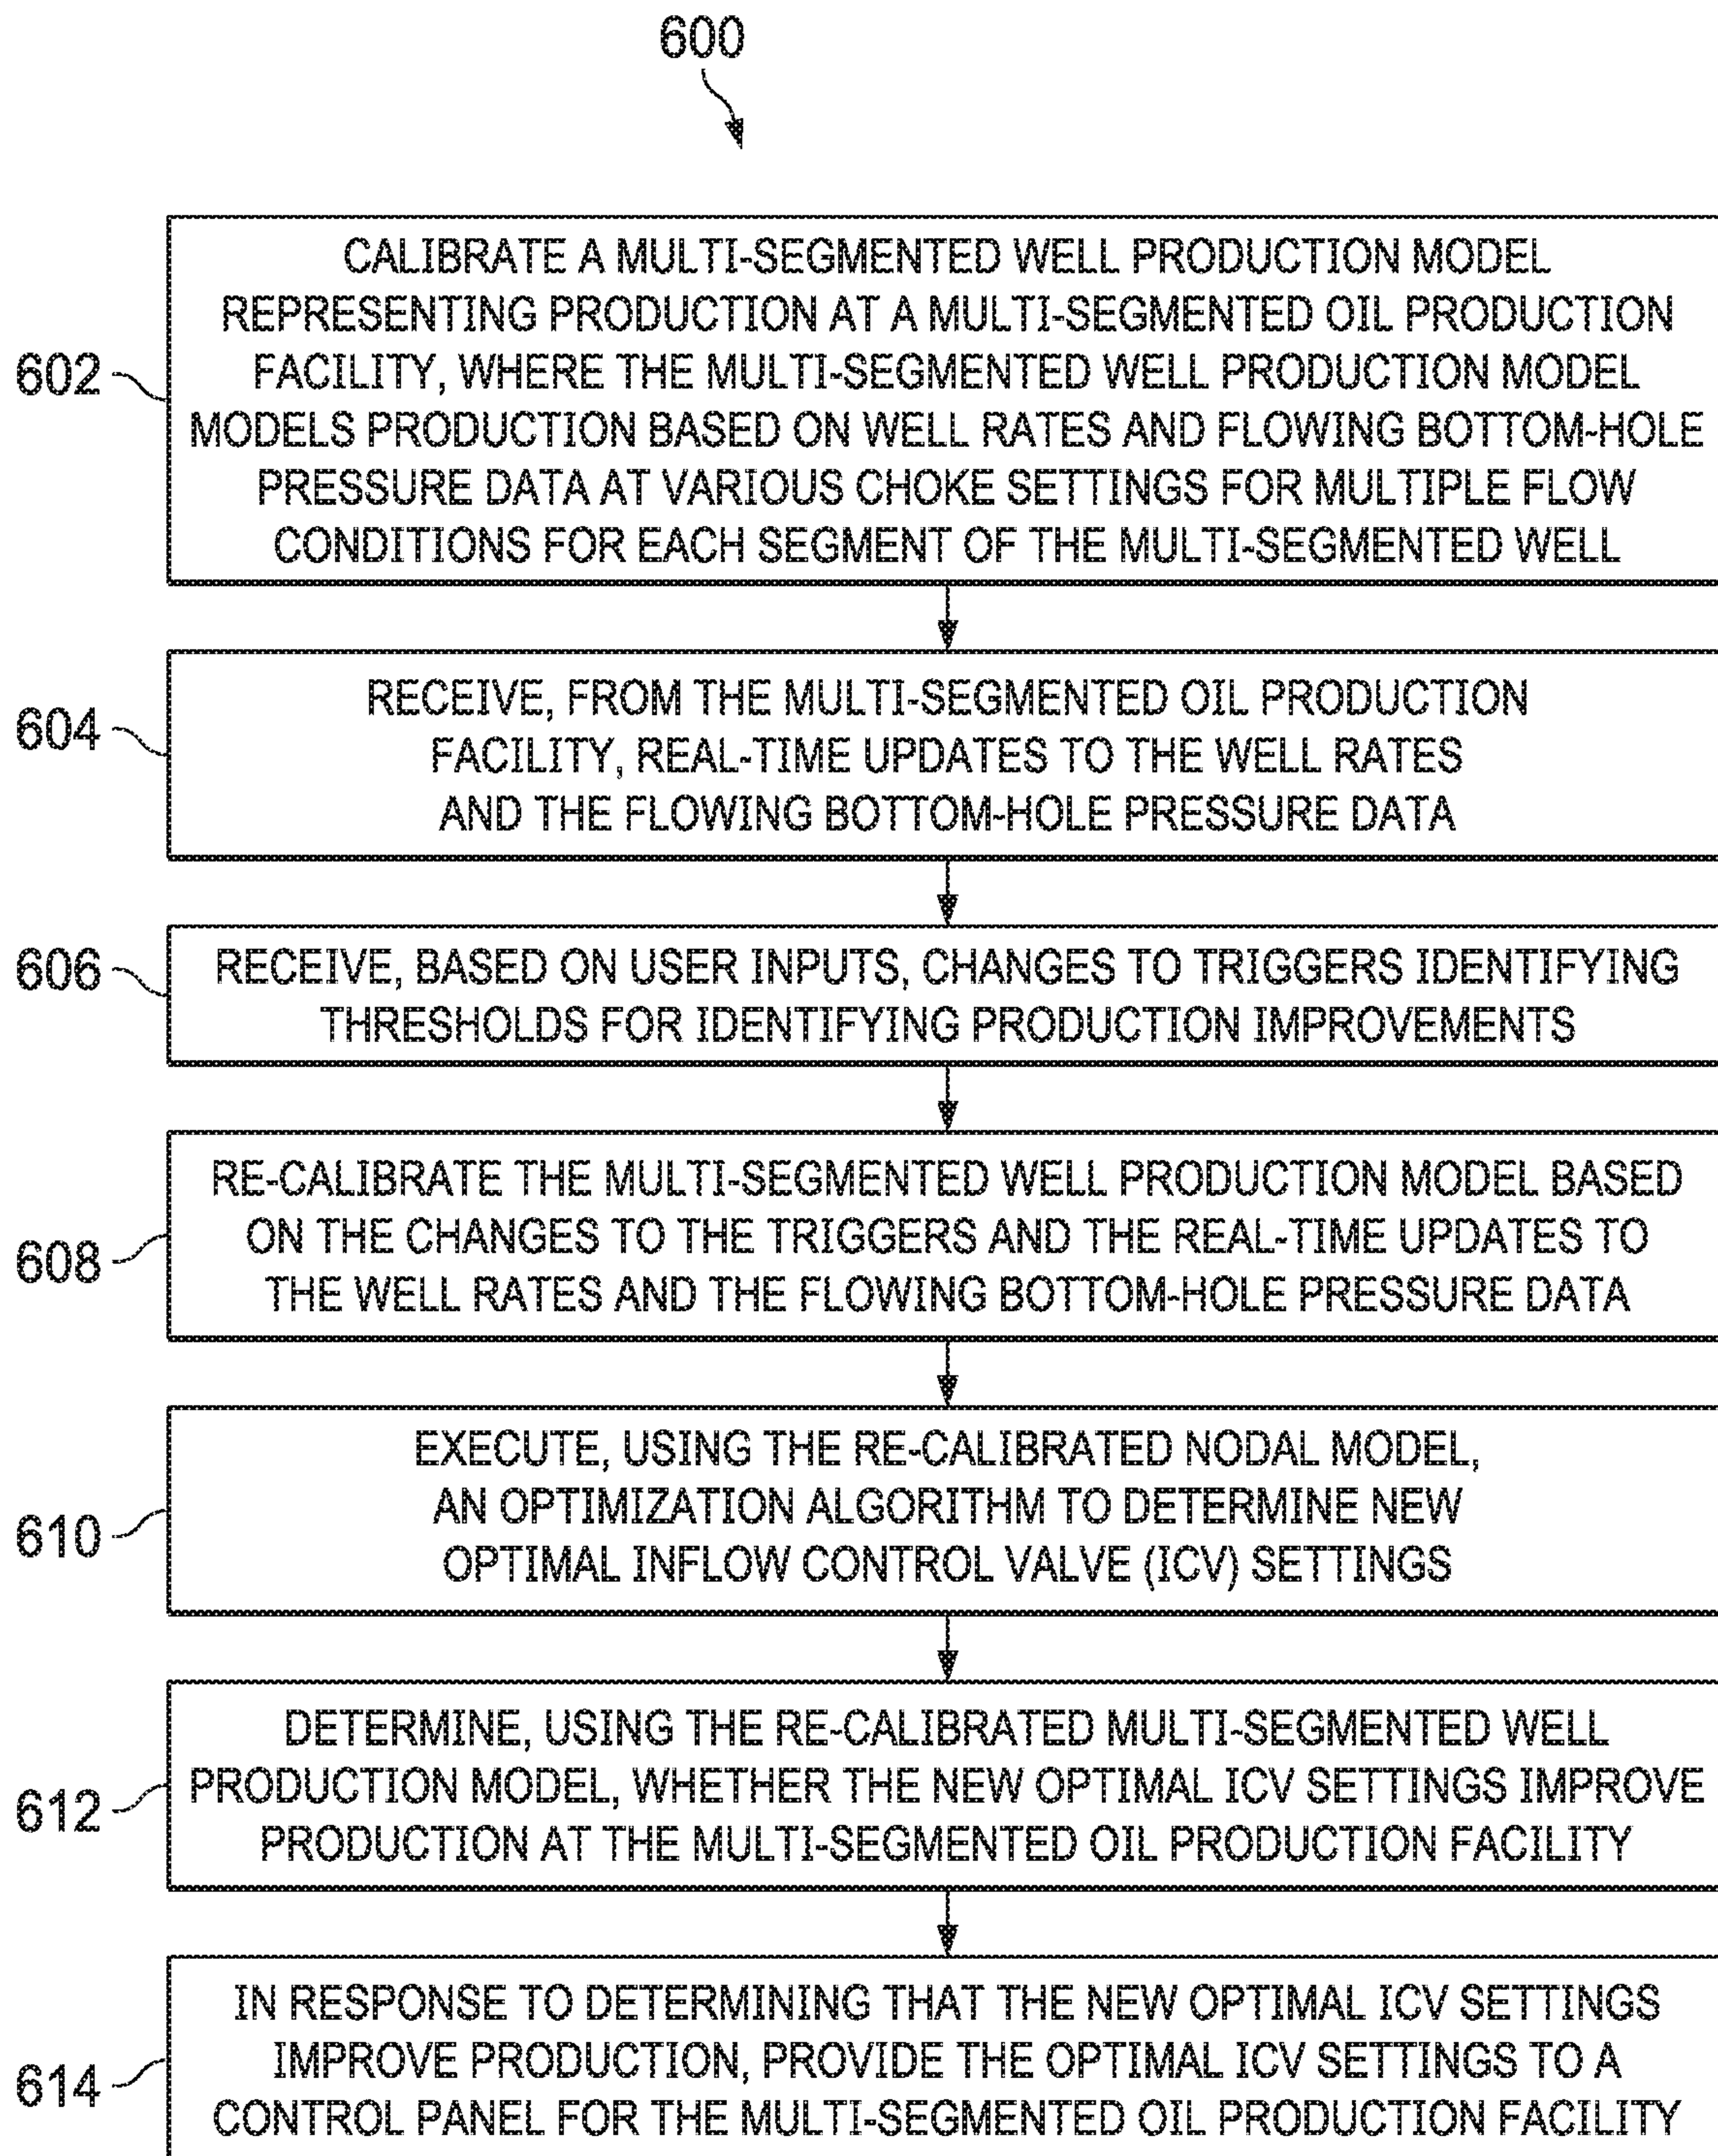 600
602
CALIBRATE A MULTI-SEGMENTED WELL PRODUCTION MODEL
REPRESENTING PRODUCTION AT A MULTI-SEGMENTED OIL PRODUCTION
FACILITY, WHERE THE MULTI-SEGMENTED WELL PRODUCTION MODEL
MODELS PRODUCTION BASED ON WELL RATES AND FLOWING BOTTOM-HOLE
PRESSURE DATA AT VARIOUS CHOKE SETTINGS FOR MULTIPLE FLOW
CONDITIONS FOR EACH SEGMENT OF THE MULTI-SEGMENTED WELL
604
RECEIVE, FROM THE MULTI-SEGMENTED OIL PRODUCTION
FACILITY, REAL-TIME UPDATES TO THE WELL RATES
AND THE FLOWING BOTTOM-HOLE PRESSURE DATA
606
RECEIVE, BASED ON USER INPUTS, CHANGES TO TRIGGERS IDENTIFYING
THRESHOLDS FOR IDENTIFYING PRODUCTION IMPROVEMENTS
608
RE-CALIBRATE THE MULTI-SEGMENTED WELL PRODUCTION MODEL BASED
ON THE CHANGES TO THE TRIGGERS AND THE REAL-TIME UPDATES TO
THE WELL RATES AND THE FLOWING BOTTOM-HOLE PRESSURE DATA
610
EXECUTE, USING THE RE-CALIBRATED NODAL MODEL,
AN OPTIMIZATION ALGORITHM TO DETERMINE NEW
OPTIMAL INFLOW CONTROL VALVE (ICV) SETTINGS
612
DETERMINE, USING THE RE-CALIBRATED MULTI-SEGMENTED WELL
PRODUCTION MODEL, WHETHER THE NEW OPTIMAL ICV SETTINGS IMPROVE
PRODUCTION AT THE MULTI-SEGMENTED OIL PRODUCTION FACILITY
614
IN RESPONSE TO DETERMINING THAT THE NEW OPTIMAL ICV SETTINGS
IMPROVE PRODUCTION, PROVIDE THE OPTIMAL ICV SETTINGS TO A
CONTROL PANEL FOR THE MULTI-SEGMENTED OIL PRODUCTION FACILITY